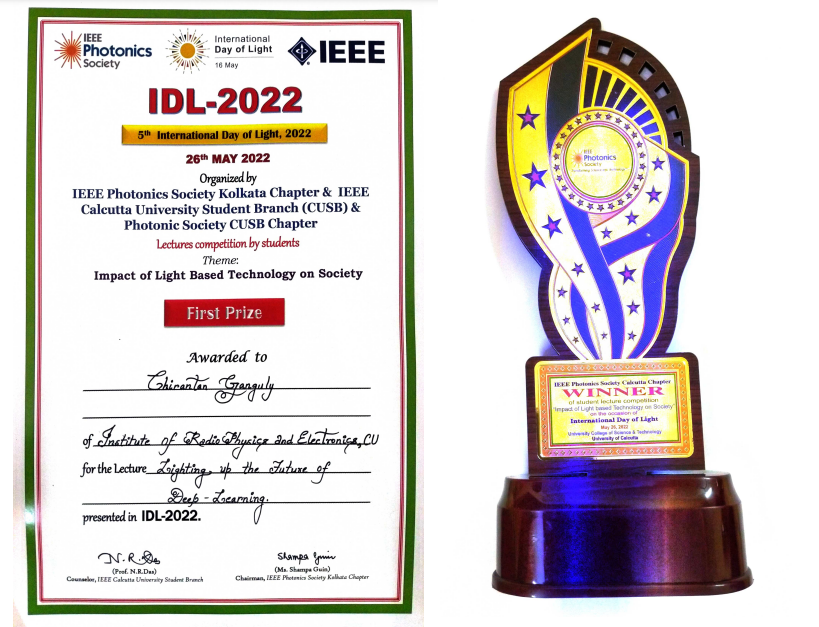 IEEE
Photonics
Society
International
Day of Light
16 May
IEEE
IDL-2022
5th International Day of Light, 2022
26th MAY 2022
Organized by
IEEE Photonics Society Kolkata Chapter & IEEE
Calcutta University Student Branch (CUSB) &
Photonic Society CUSB Chapter
Lectures competition by students
Theme:
Impact of Light Based Technology on Society
First Prize
Awarded to
Chirantan Ganguly
of Institute of Radio Physics and Electronics, CU
for the Lecture Lighting up the Future of
Deep-Learning.
presented in IDL-2022.
N. R. Das
Shampa Guin
(Prof. N.R.Das)
(Ms. Shampa Guin)
Counselor, IEEE Calcutta University Student Branch
Chairman, IEEE Photonics Society Kolkata Chapter
IEEE
Photonics
Society
IEEE Photonics Society Calcutta Chapter
WINNER
of student lecture competition
"Impact of Light based Technology on Society"
on the occasion of
International Day of Light
May 26, 2022
University College of Science & Technology
University of Calcutta